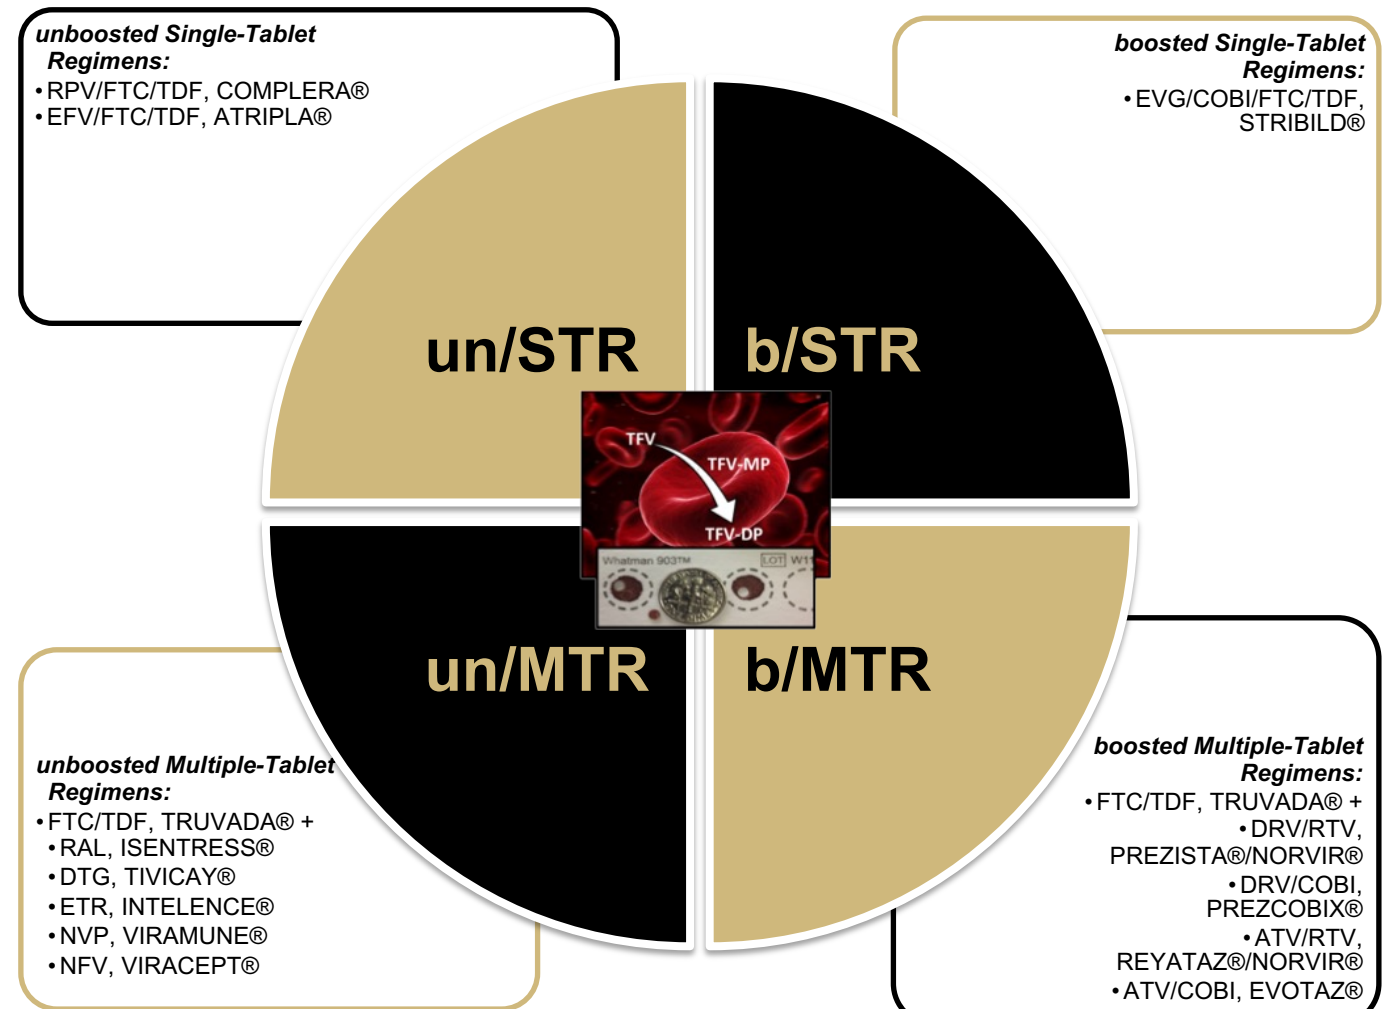 unboosted Single-Tablet
Regimens:
•RPV/FTC/TDF, COMPLERA®
•EFV/FTC/TDF, ATRIPLA®
boosted Single-Tablet
Regimens:
•EVG/COBI/FTC/TDF,
STRIBILD®
un/STR
b/STR
TFV
TFV-MP
TFV-DP
Whatman 903™
LOT W11
un/MTR
b/MTR
unboosted Multiple-Tablet
Regimens:
•FTC/TDF, TRUVADA® +
•RAL, ISENTRESS®
•DTG, TIVICAY®
•ETR, INTELENCE®
•NVP, VIRAMUNE®
•NFV, VIRACEPT®
boosted Multiple-Tablet
Regimens:
•FTC/TDF, TRUVADA® +
•DRV/RTV,
PREZISTA®/NORVIR®
•DRV/COBI,
PREZCOBIX®
•ATV/RTV,
REYATAZ®/NORVIR®
•ATV/COBI, EVOTAZ®